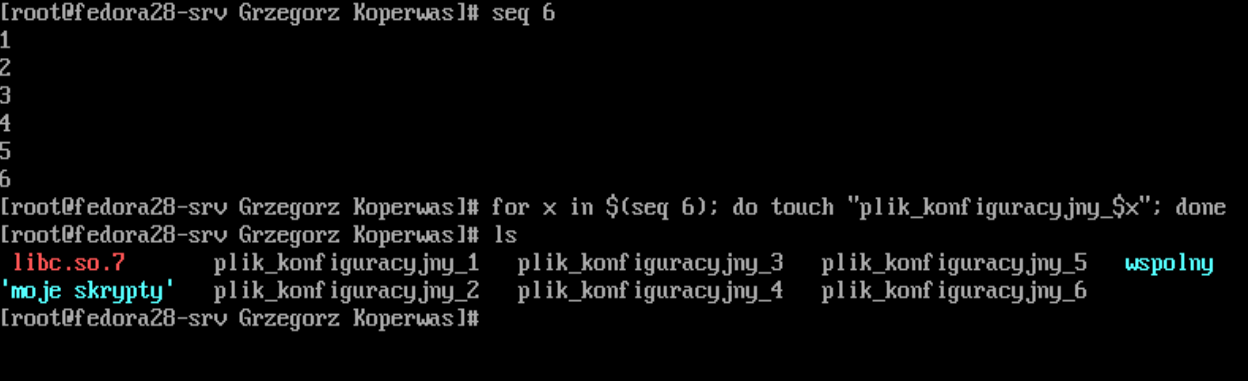 [root@fedora28-srv Grzegorz Koperwas]# seq 6
1
2
3
4
5
6
[root@fedora28-srv Grzegorz Koperwas]# for x in $(seq 6); do touch "plik_konfiguracyjny_$x"; done
[root@fedora28-srv Grzegorz Koperwas]# ls
 libc.so.7       plik_konfiguracyjny_1   plik_konfiguracyjny_3   plik_konfiguracyjny_5   wspolny
'moje skrypty'   plik_konfiguracyjny_2   plik_konfiguracyjny_4   plik_konfiguracyjny_6
[root@fedora28-srv Grzegorz Koperwas]#